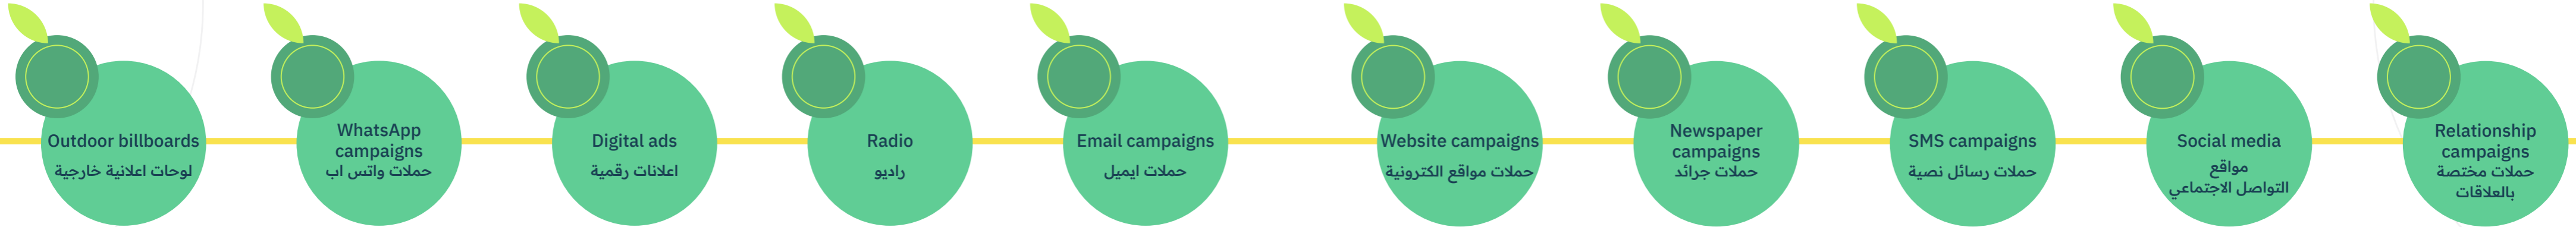 Outdoor billboards
لوحات اعلانية خارجية
WhatsApp
campaigns
حملات واتس اب
Digital ads
اعلانات رقمية
Radio
راديو
Email campaigns
حملات ايميل
Website campaigns
حملات مواقع الكترونية
Newspaper
campaigns
حملات جرائد
SMS campaigns
حملات رسائل نصية
Social media
مواقع
التواصل الاجتماعي
Relationship
campaigns
حملات مختصة
بالعلاقات